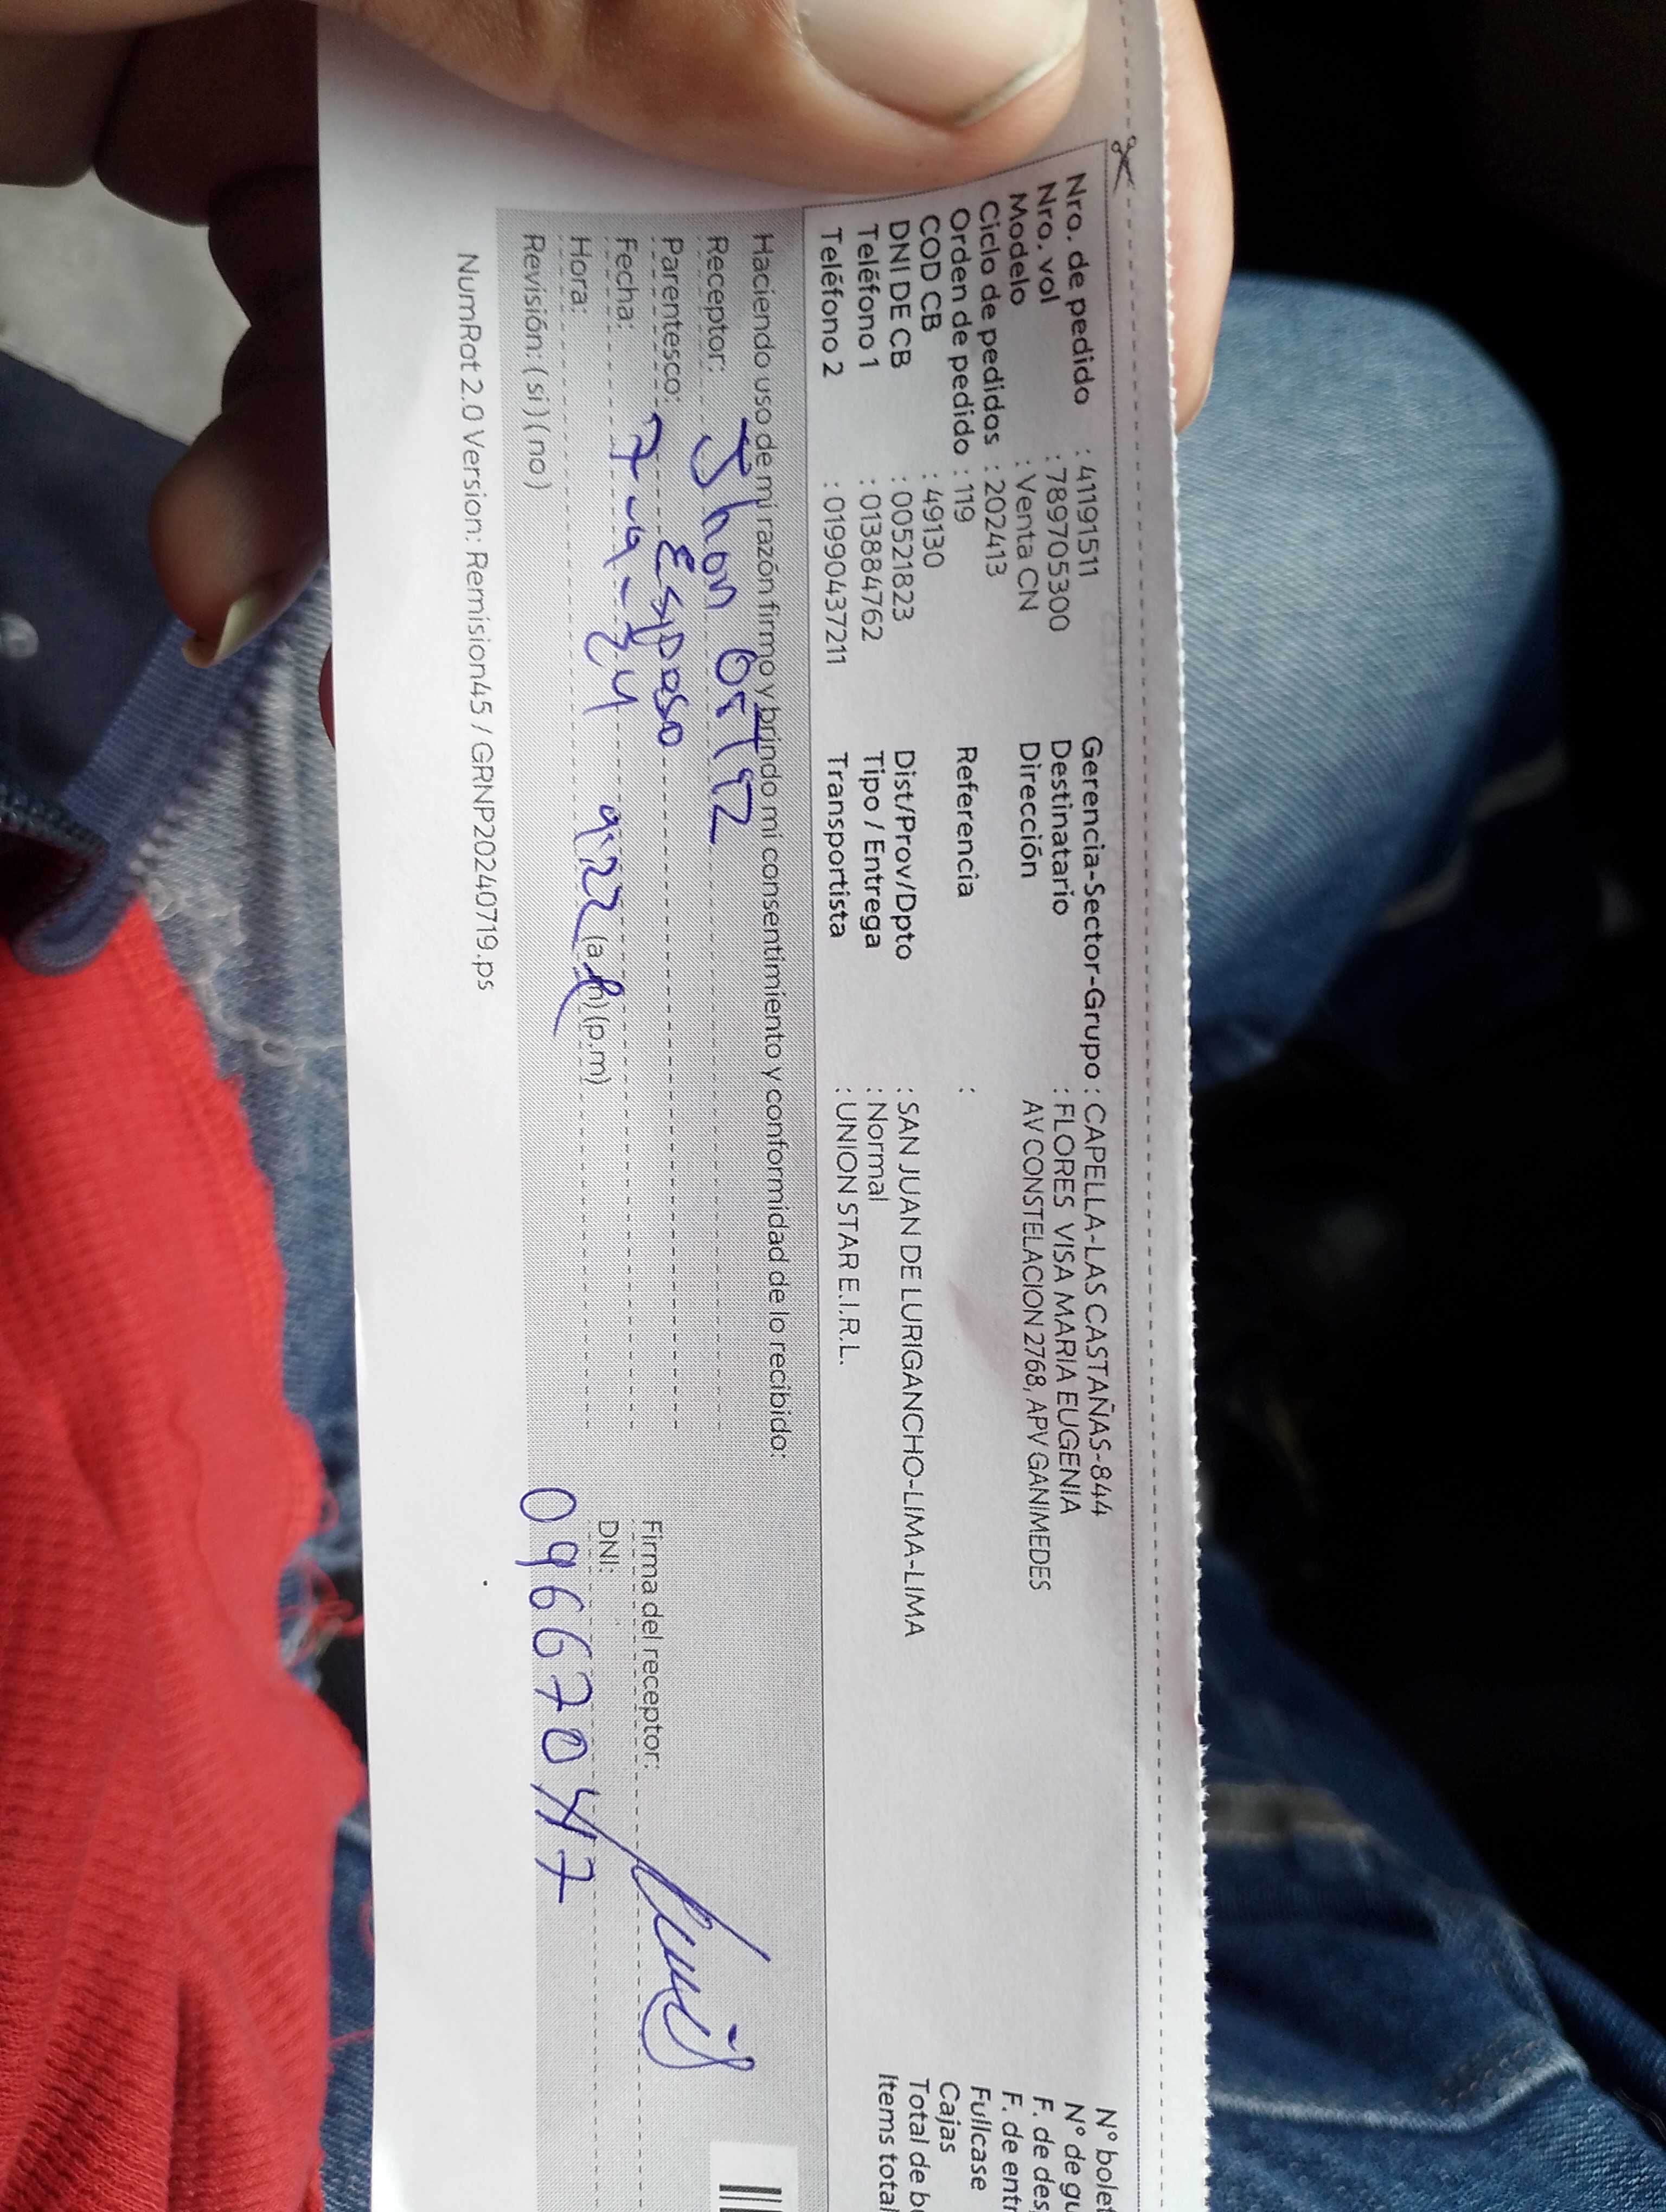 Nro. de pedido : 41191511
Nro. vol : 789705300
Modelo : Venta CN
Ciclo de pedidos : 202413
Orden de pedido : 119
COD CB : 49130
DNI DE CB : 00521823
Teléfono 1 : 013884762
Teléfono 2 : 01990437211
Gerencia-Sector-Grupo : CAPELLA-LAS CASTAÑAS-844
Destinatario : FLORES VISA MARIA EUGENIA
Dirección AV CONSTELACION 2768, APV GANIMEDES
Referencia :
Dist/Prov/Dpto : SAN JUAN DE LURIGANCHO-LIMA-LIMA
Tipo / Entrega : Normal
Transportista : UNION STAR E.I.R.L.
N° bolet
N° de gu
F. de des
F. de entr
Fullcase
Cajas
Total de bu
Items total
Haciendo uso de mi razón firmo y brindo mi consentimiento y conformidad de lo recibido:
Receptor: Jhon Ortiz
Parentesco: Esposo
Fecha: 7-9-24
Hora: 9:22 (a.m) (p.m)
Revisión: (si) (no)
Firma del receptor:
DNI: 09667047
NumRot 2.0 Version: Remision45 / GRNP20240719.ps